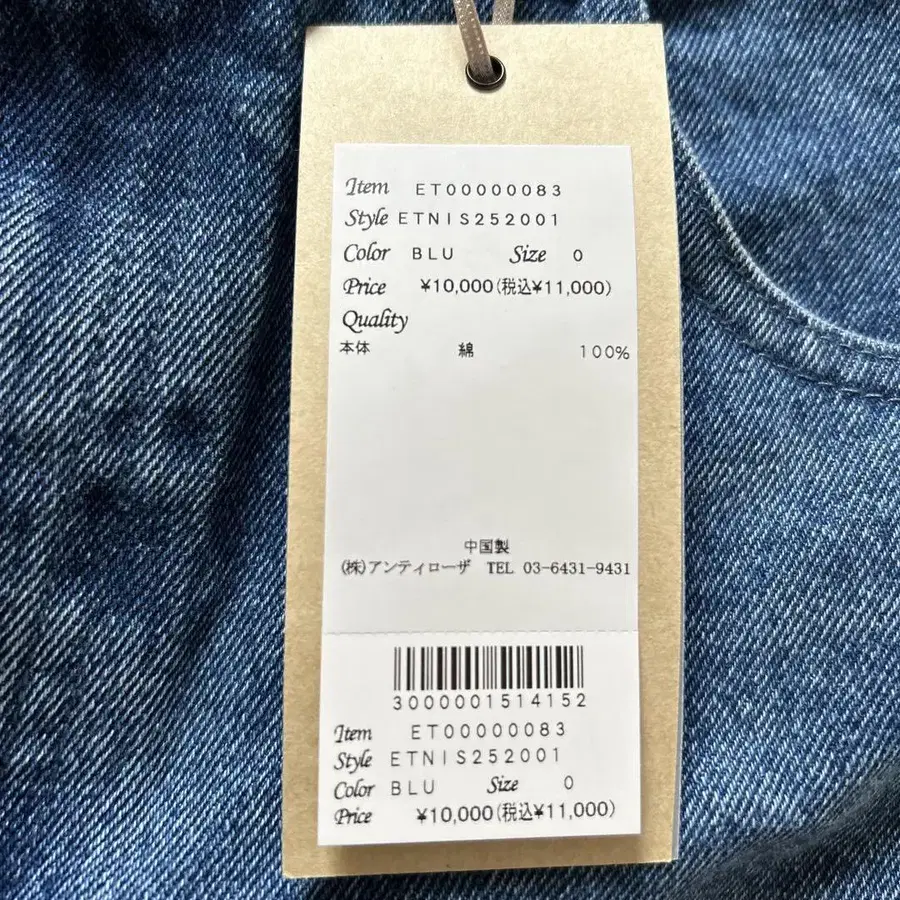 Item ET00000083
Style ETNIS252001
Color BLU Size 0
Price ¥10,000(税込¥11,000)
Quality
本体 綿 100%
中国製
(株)アンティローザ TEL 03-6431-9431
3000001514152
Item ET00000083
Style ETNIS252001
Color BLU Size 0
Price ¥10,000(税込¥11,000)